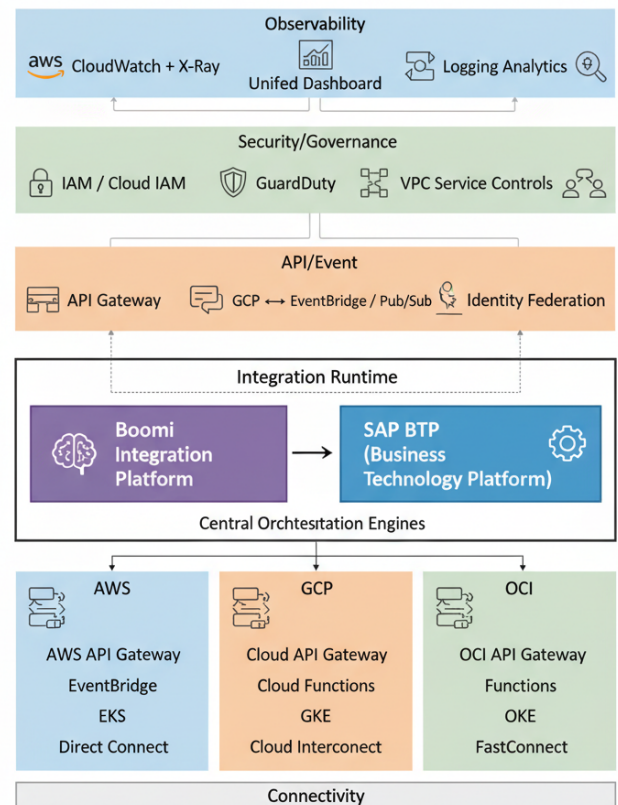 Observability
aws CloudWatch + X-Ray
Unifed Dashboard
Logging Analytics
Security/Governance
IAM / Cloud IAM
GuardDuty
VPC Service Controls
API/Event
API Gateway
GCP ↔ EventBridge / Pub/Sub
Identity Federation
Integration Runtime
Boomi
Integration
Platform
SAP BTP
(Business
Technology Platform)
Central Orchtestation Engines
AWS
AWS API Gateway
EventBridge
EKS
Direct Connect
GCP
Cloud API Gateway
Cloud Functions
GKE
Cloud Interconect
OCI
OCI API Gateway
Functions
OKE
FastConnect
Connectivity